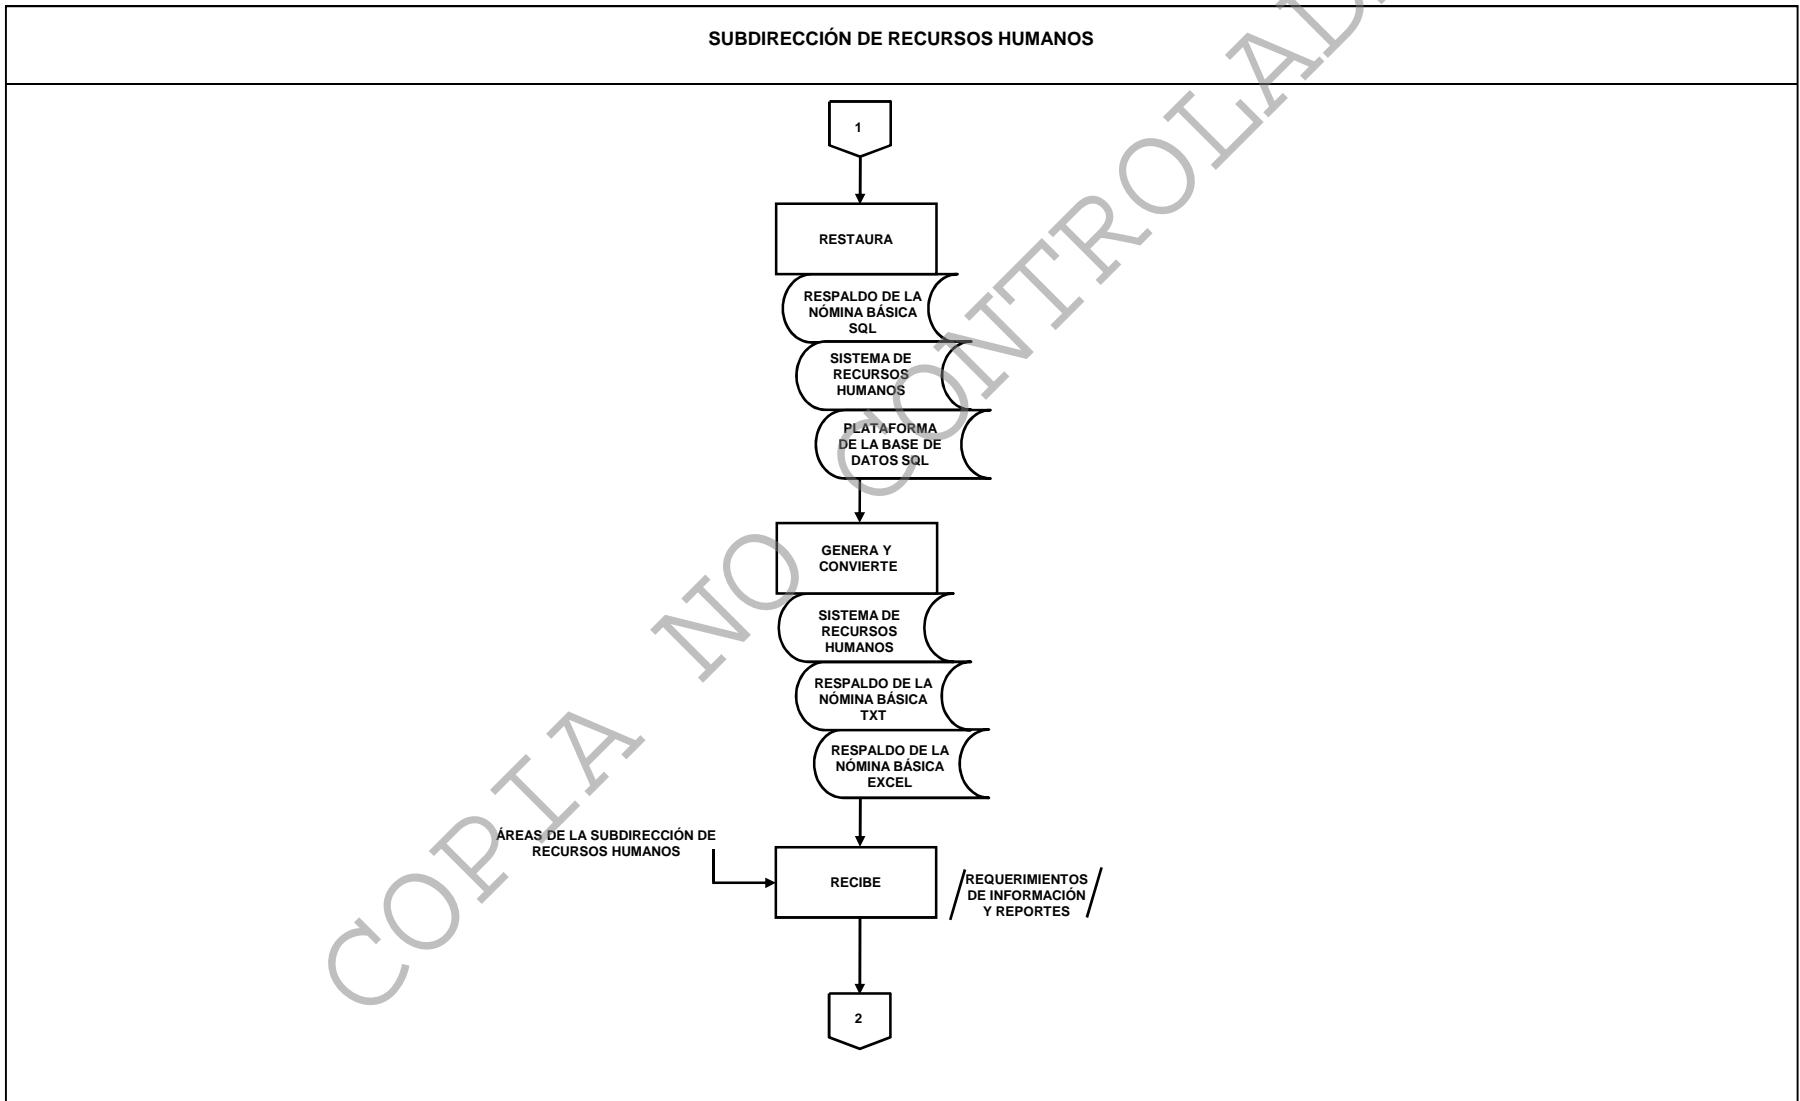 SUBDIRECCIÓN DE RECURSOS HUMANOS
1
RESTAURA
RESPALDO DE LA
NÓMINA BÁSICA
SQL
SISTEMA DE
RECURSOS
HUMANOS
PLATAFORMA
DE LA BASE DE
DATOS SQL
GENERA Y
CONVIERTE
SISTEMA DE
RECURSOS
HUMANOS
RESPALDO DE LA
NÓMINA BÁSICA
TXT
RESPALDO DE LA
NÓMINA BÁSICA
EXCEL
ÁREAS DE LA SUBDIRECCIÓN DE
RECURSOS HUMANOS
RECIBE
REQUERIMIENTOS
DE INFORMACIÓN
Y REPORTES
2
COPIA NO CONTROLAD